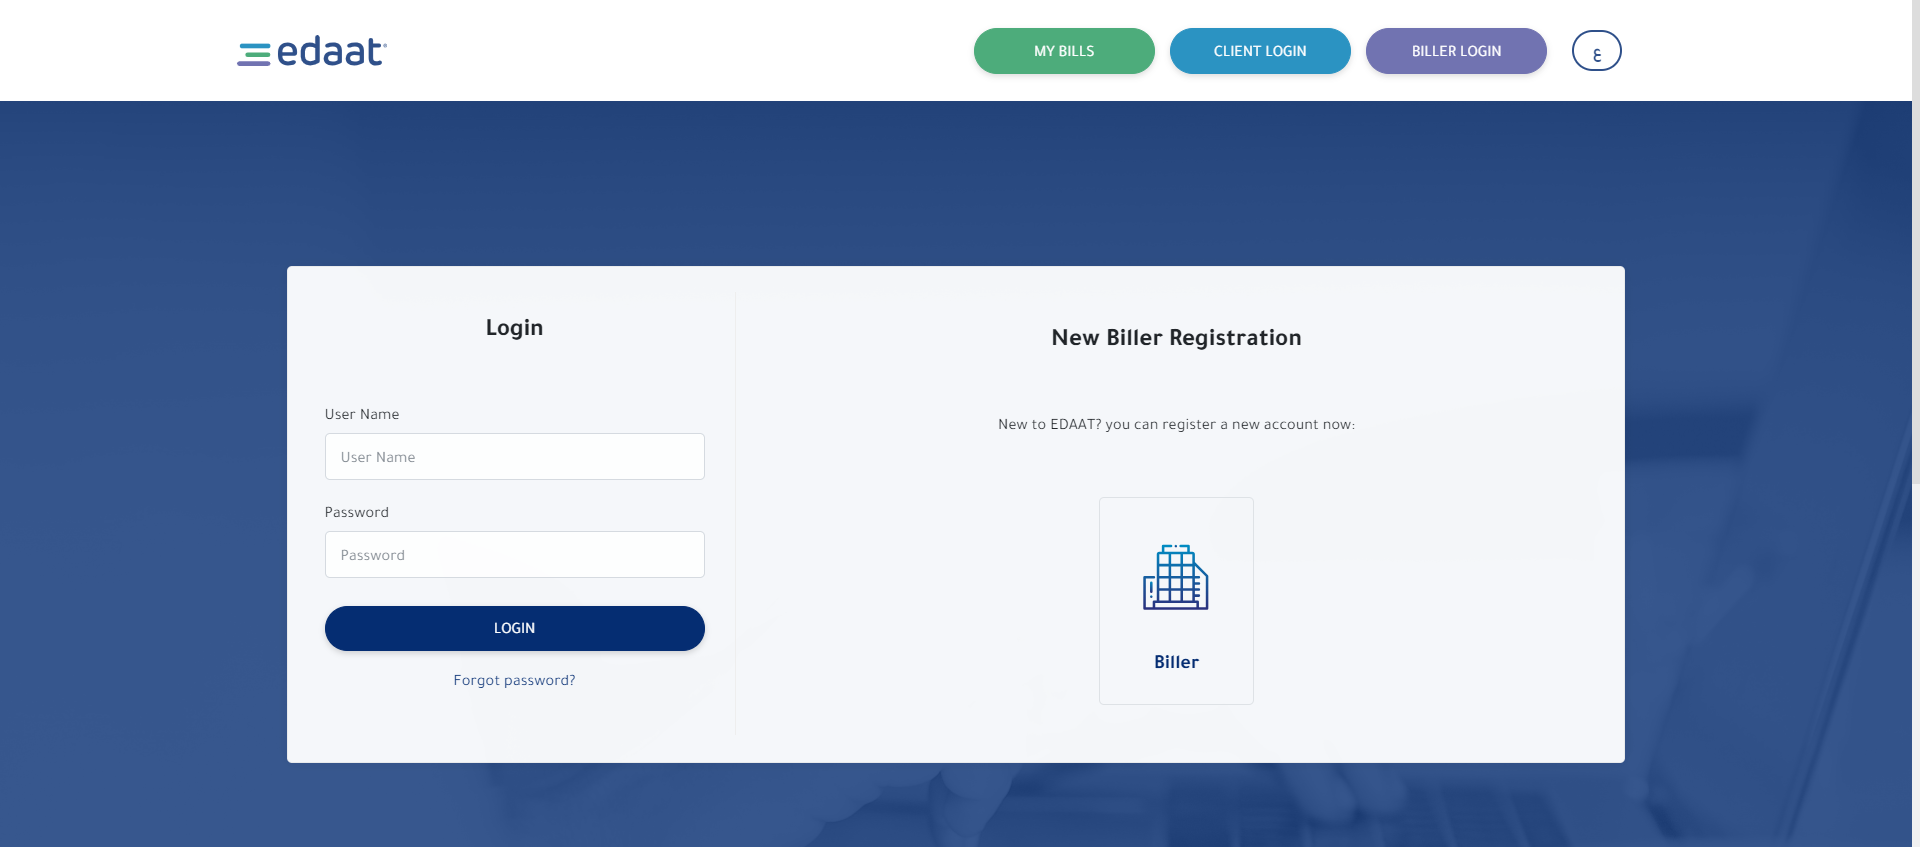 edaat
MY BILLS
CLIENT LOGIN
BILLER LOGIN
ع
Login
User Name
User Name
Password
Password
LOGIN
Forgot password?
New Biller Registration
New to EDAAT? you can register a new account now:
Biller